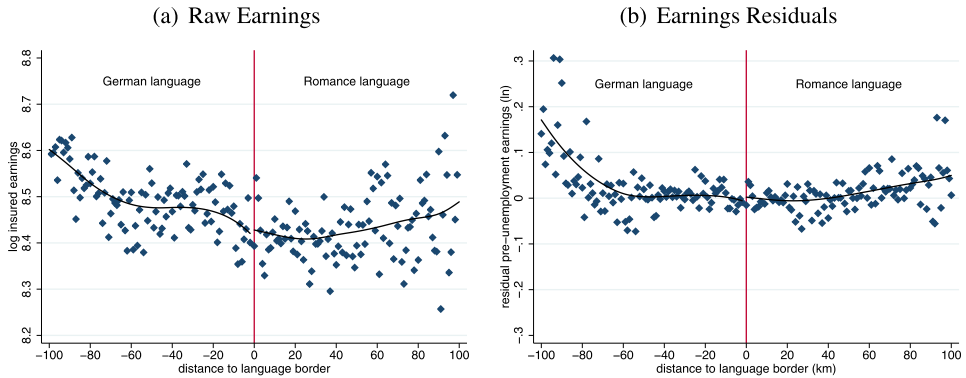 (a) Raw Earnings
8.8
8.7
8.6
8.5
8.4
8.3
8.2
log insured earnings
German language
Romance language
−100 −80 −60 −40 −20 0 20 40 60 80 100
distance to language border
(b) Earnings Residuals
.3
.2
.1
0
-.1
-.2
-.3
residual pre−unemployment earnings (ln)
German language
Romance language
−100 −80 −60 −40 −20 0 20 40 60 80 100
distance to language border (km)